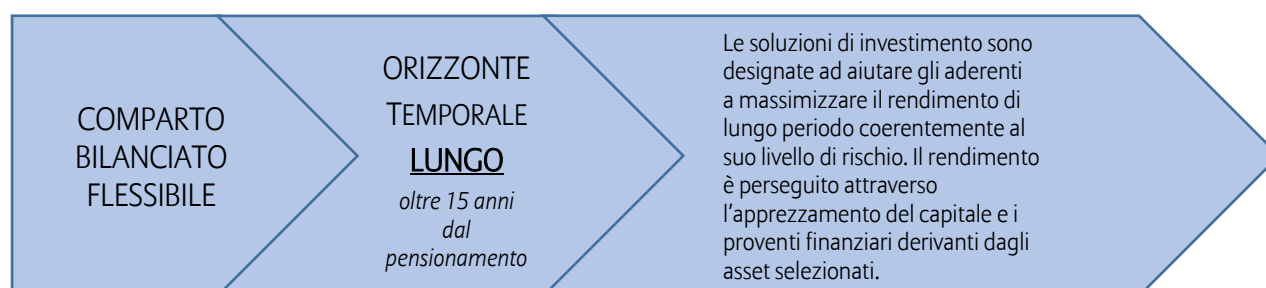 COMPARTO
BILANCIATO
FLESSIBILE
ORIZZONTE
TEMPORALE
LUNGO
oltre 15 anni
dal
pensionamento
Le soluzioni di investimento sono
designate ad aiutare gli aderenti
a massimizzare il rendimento di
lungo periodo coerentemente al
suo livello di rischio. Il rendimento
è perseguito attraverso
l'apprezzamento del capitale e i
proventi finanziari derivanti dagli
asset selezionati.